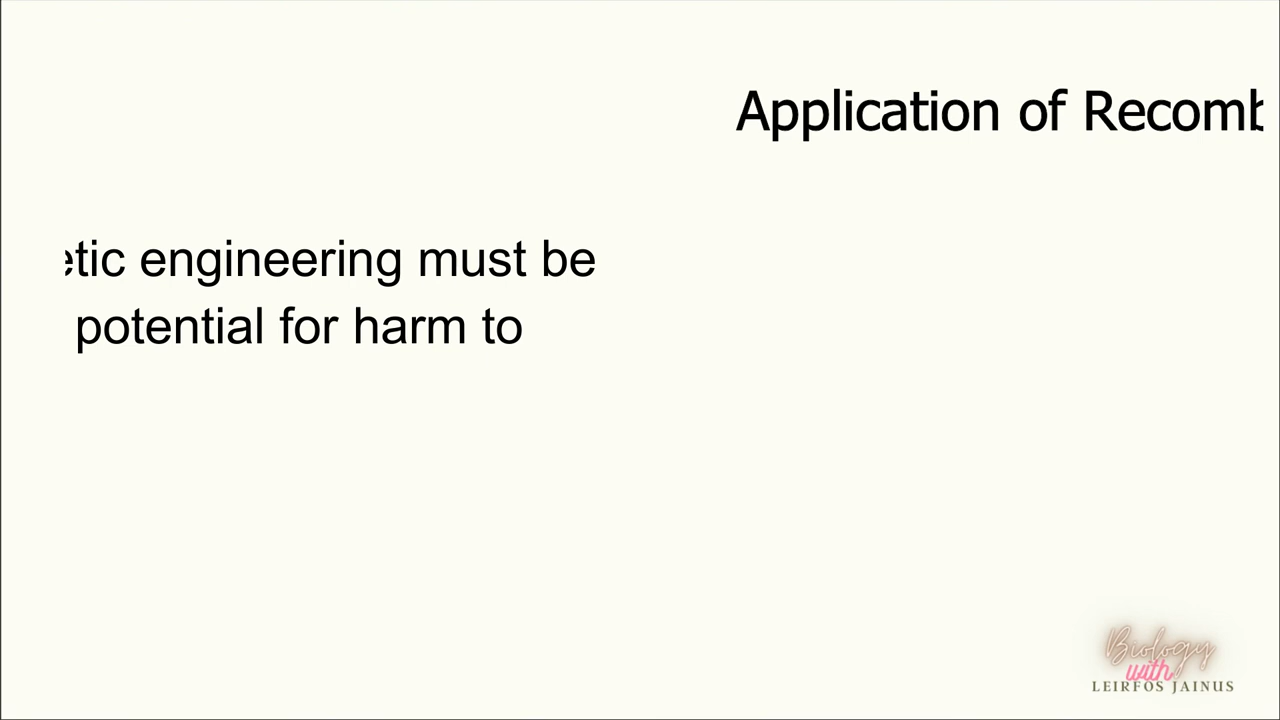 Application of Recomb
etic engineering must be
potential for harm to
Biology
with
LEIRFOS JAINUS